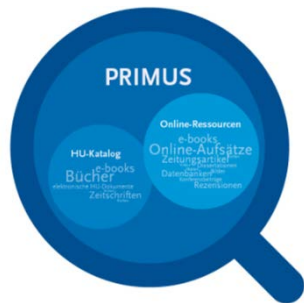 PRIMUS
HU-Katalog
e-books
Bücher
elektronische HU-Dokumente
Zeitschriften
Online-Ressourcen
e-books
Online-Aufsätze
Zeitungsartikel
Datenbanken
Rezensionen